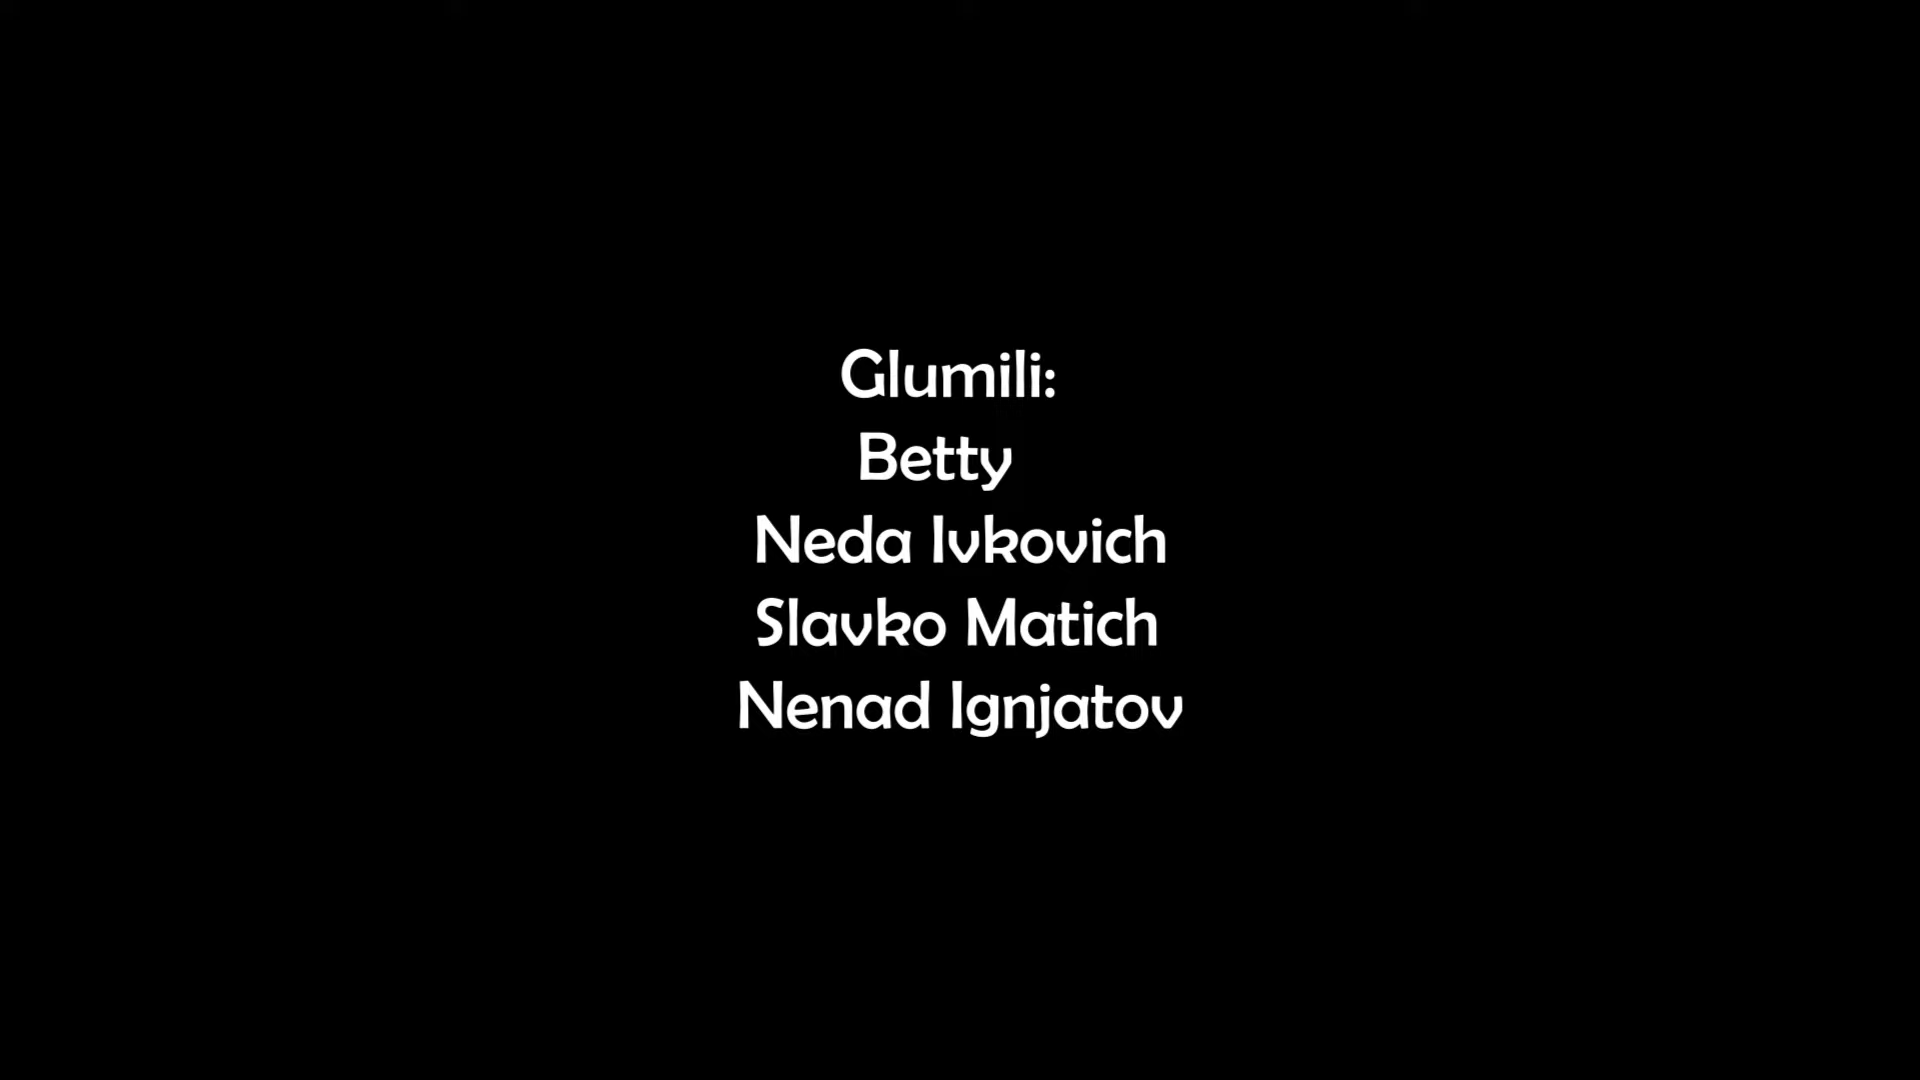 Glumili:
Betty
Neda Ivkovich
Slavko Matich
Nenad Ignjatov